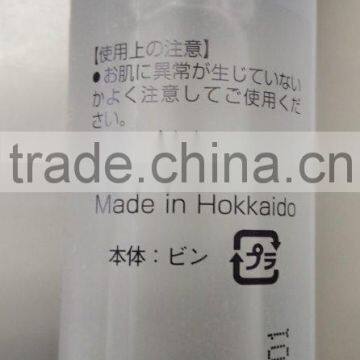 【使用上の注意】
●お肌に異常が生じていない
かよく注意してご使用くだ
さい。
trade.china.cn
Made in Hokkaido
本体：ビン
プラ